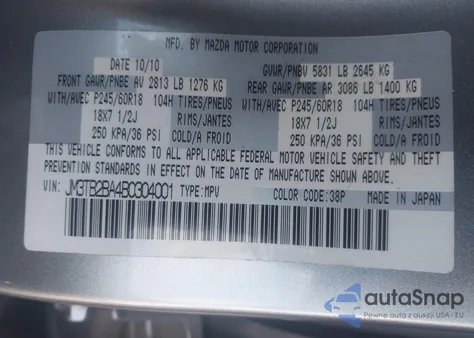 MFD. BY MAZDA MOTOR CORPORATION
DATE 10/10
GVWR/PNBV 5831 LB 2645 KG
FRONT GAWR/PNBE AV 2813 LB 1276 KG
REAR GAWR/PNBE AR 3086 LB 1400 KG
WITH/AVEC P245/60R18 104H TIRES/PNEUS
WITH/AVEC P245/60R18 104H TIRES/PNEUS
18X7 1/2J RIMS/JANTES
18X7 1/2J RIMS/JANTES
250 KPA/36 PSI COLD/A FROID
250 KPA/36 PSI COLD/A FROID
THIS VEHICLE CONFORMS TO ALL APPLICABLE FEDERAL MOTOR VEHICLE SAFETY AND
THEFT PREVENTION STANDARDS IN EFFECT ON THE DATE OF MANUFACTURE SHOWN ABOVE.
JM3TB2BA4B0304001 TYPE:MPV COLOR CODE:38P MADE IN JAPAN
autoSnap
Pewne auto z aukcji USA i EU